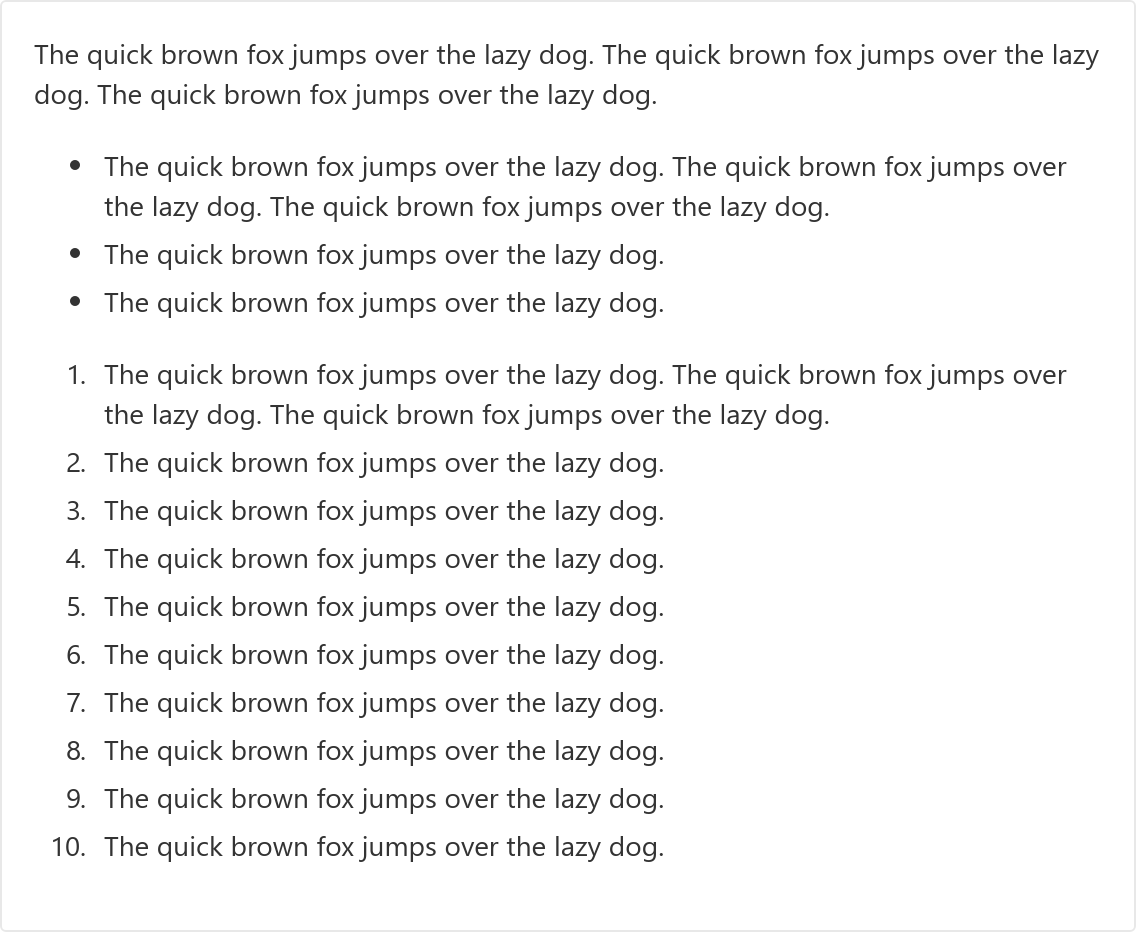 The quick brown fox jumps over the lazy dog. The quick brown fox jumps over the lazy
dog. The quick brown fox jumps over the lazy dog.
• The quick brown fox jumps over the lazy dog. The quick brown fox jumps over
the lazy dog. The quick brown fox jumps over the lazy dog.
• The quick brown fox jumps over the lazy dog.
• The quick brown fox jumps over the lazy dog.
1. The quick brown fox jumps over the lazy dog. The quick brown fox jumps over
the lazy dog. The quick brown fox jumps over the lazy dog.
2. The quick brown fox jumps over the lazy dog.
3. The quick brown fox jumps over the lazy dog.
4. The quick brown fox jumps over the lazy dog.
5. The quick brown fox jumps over the lazy dog.
6. The quick brown fox jumps over the lazy dog.
7. The quick brown fox jumps over the lazy dog.
8. The quick brown fox jumps over the lazy dog.
9. The quick brown fox jumps over the lazy dog.
10. The quick brown fox jumps over the lazy dog.